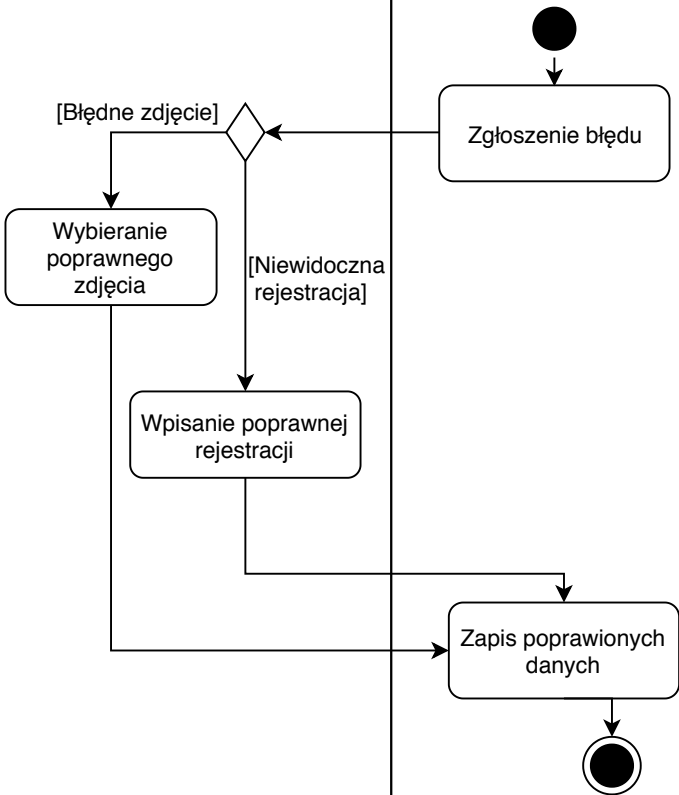 [Błędne zdjęcie]
Zgłoszenie błędu
Wybieranie
poprawnego
zdjęcia
[Niewidoczna
rejestracja]
Wpisanie poprawnej
rejestracji
Zapis poprawionych
danych